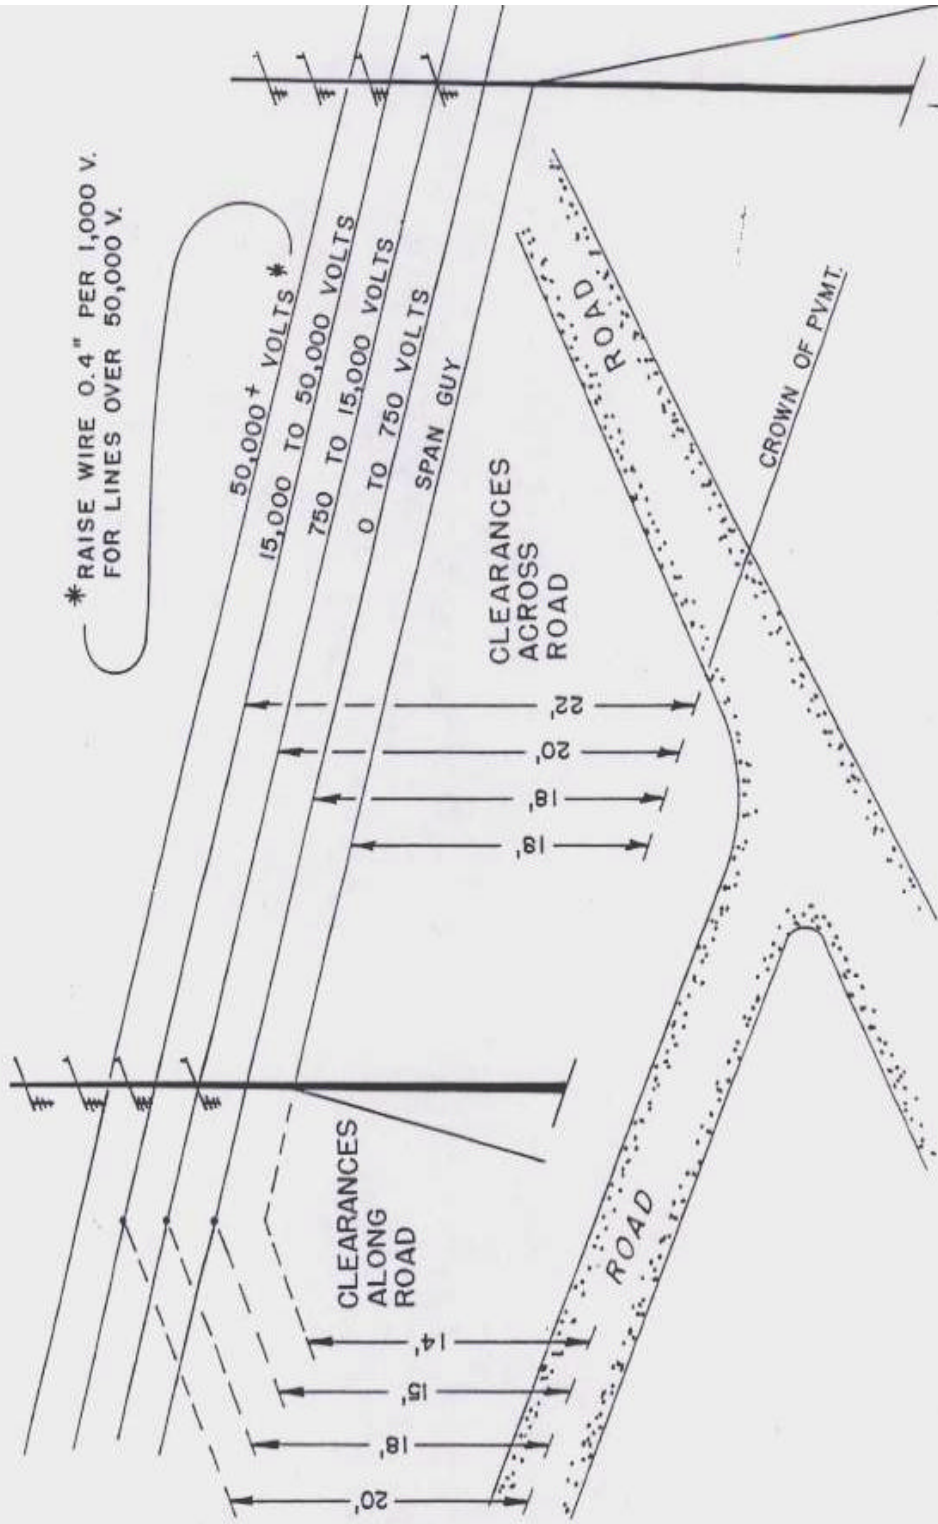 *RAISE WIRE 0.4" PER 1,000 V.
FOR LINES OVER 50,000 V.
50,000+ VOLTS *
15,000 TO 50,000 VOLTS
750 TO 15,000 VOLTS
0 TO 750 VOLTS
SPAN GUY
CLEARANCES
ACROSS
ROAD
22'
20'
18'
18'
CLEARANCES
ALONG
ROAD
14'
15'
18'
20'
ROAD
ROAD
CROWN OF PVMT.